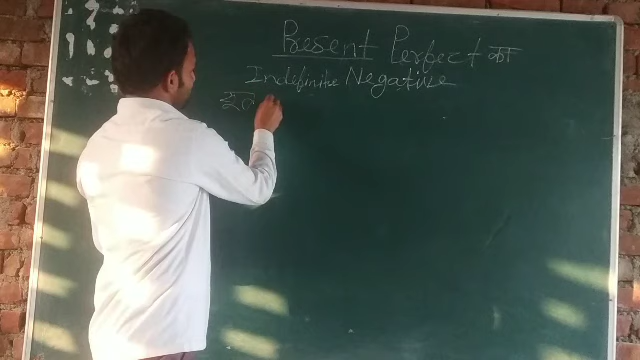 Present Perfect का
Indefinite Negative